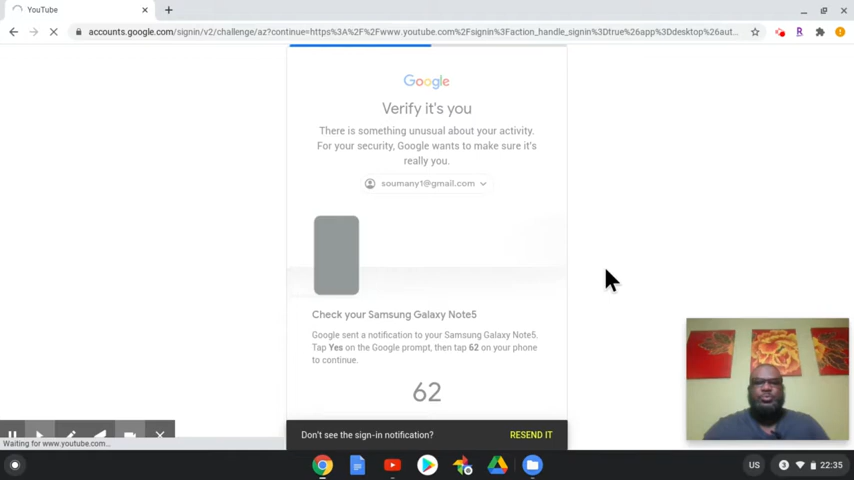 YouTube
accounts.google.com/signin/v2/challenge/az?continue=https%3A%2F%2Fwww.youtube.com%2Fsignin%3Faction_handle_signin%3Dtrue%26app%3Ddesktop%26aut...
R
Google
Verify it's you
There is something unusual about your activity.
For your security, Google wants to make sure it's
really you.
soumany1@gmail.com
Check your Samsung Galaxy Note5
Google sent a notification to your Samsung Galaxy Note5.
Tap Yes on the Google prompt, then tap 62 on your phone
to continue.
62
Don't see the sign-in notification?
RESEND IT
Waiting for www.youtube.com...
US
3
22:35